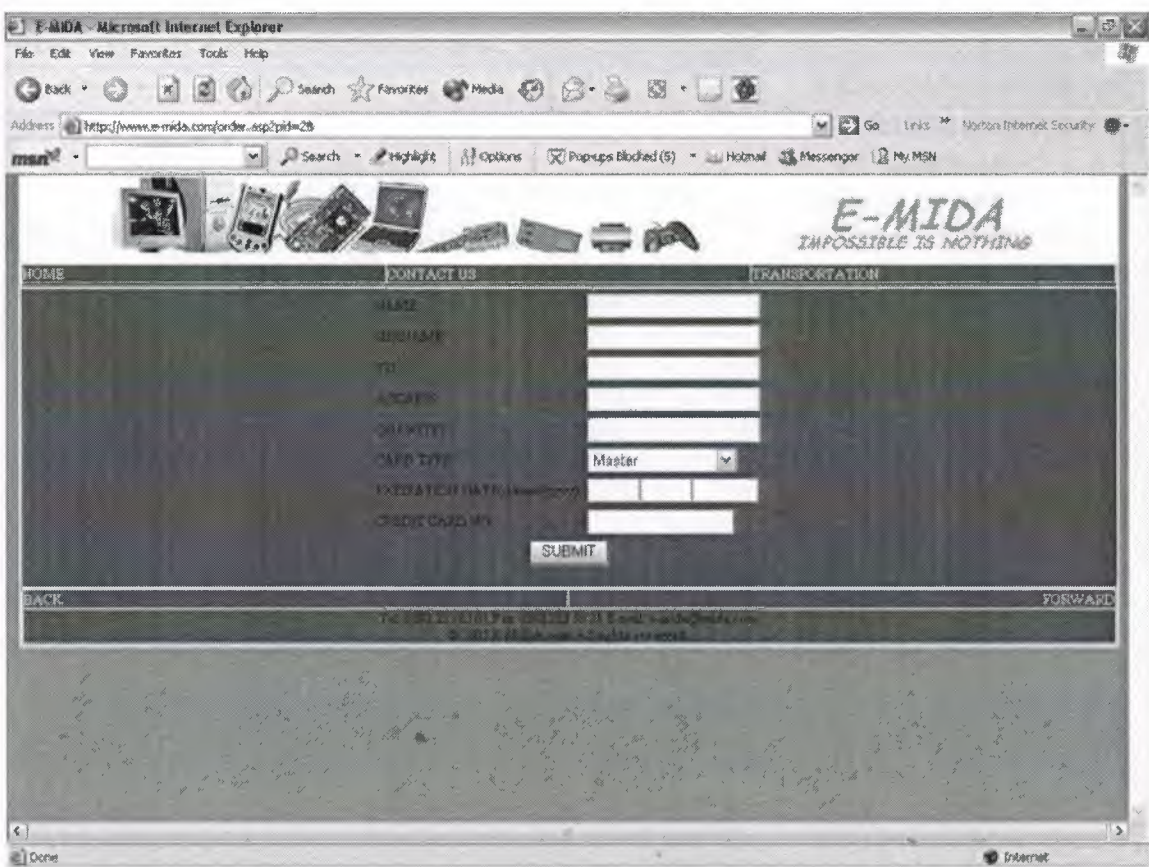 E-MIDA - Microsoft Internet Explorer
File Edit View Favorites Tools Help
Back Search Favorites Media
Address http://www.e-mida.com/order.asp?pid=28 Go Links » Norton Internet Security
msn Search Highlight Options Pop-ups Blocked (5) Hotmail Messenger My MSN
E-MIDA
IMPOSSIBLE IS NOTHING
HOME CONTACT US TRANSPORTATION
NAME
SURNAME
ADDRESS
QUANTITY
CARD TYPE Master
EXPIRATION DATE
CREDIT CARD NO
SUBMIT
BACK FORWARD
Done Internet